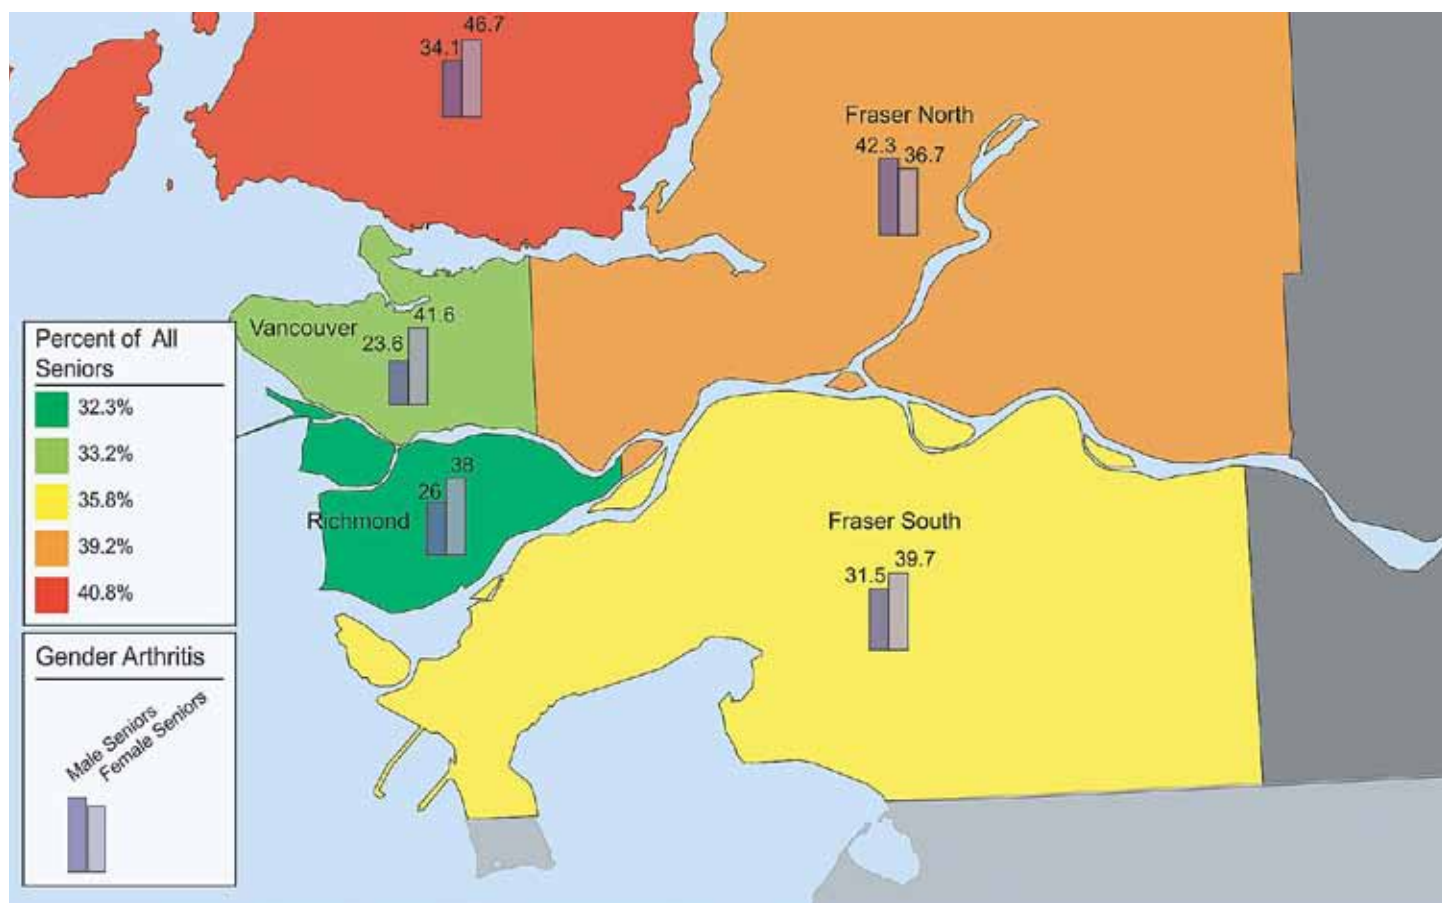 46.7
34.1
Fraser North
42.3
36.7
Vancouver
41.6
23.6
38
26
Richmond
Fraser South
39.7
31.5
Percent of All
Seniors
32.3%
33.2%
35.8%
39.2%
40.8%
Gender Arthritis
Male Seniors
Female Seniors